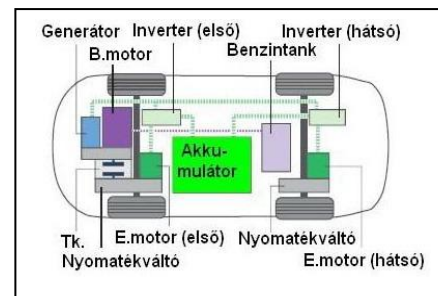 Generátor
Inverter (első)
Inverter (hátsó)
B.motor
Benzintank
Akku-
mulátor
Tk.
E.motor (első)
Nyomatékváltó
Nyomatékváltó
E.motor (hátsó)